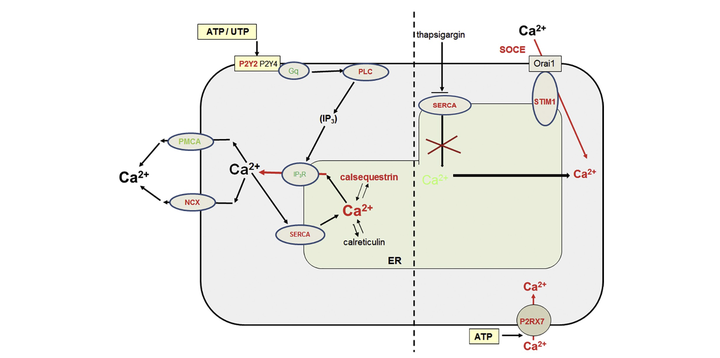 ATP / UTP
P2Y2 P2Y4
Gq
PLC
(IP₃)
PMCA
Ca²⁺
NCX
Ca²⁺
IP₃R
SERCA
calsequestrin
Ca²⁺
calreticulin
ER
thapsigargin
SERCA
Ca²⁺
Ca²⁺
SOCE
Orai1
STIM1
Ca²⁺
Ca²⁺
P2RX7
ATP
Ca²⁺